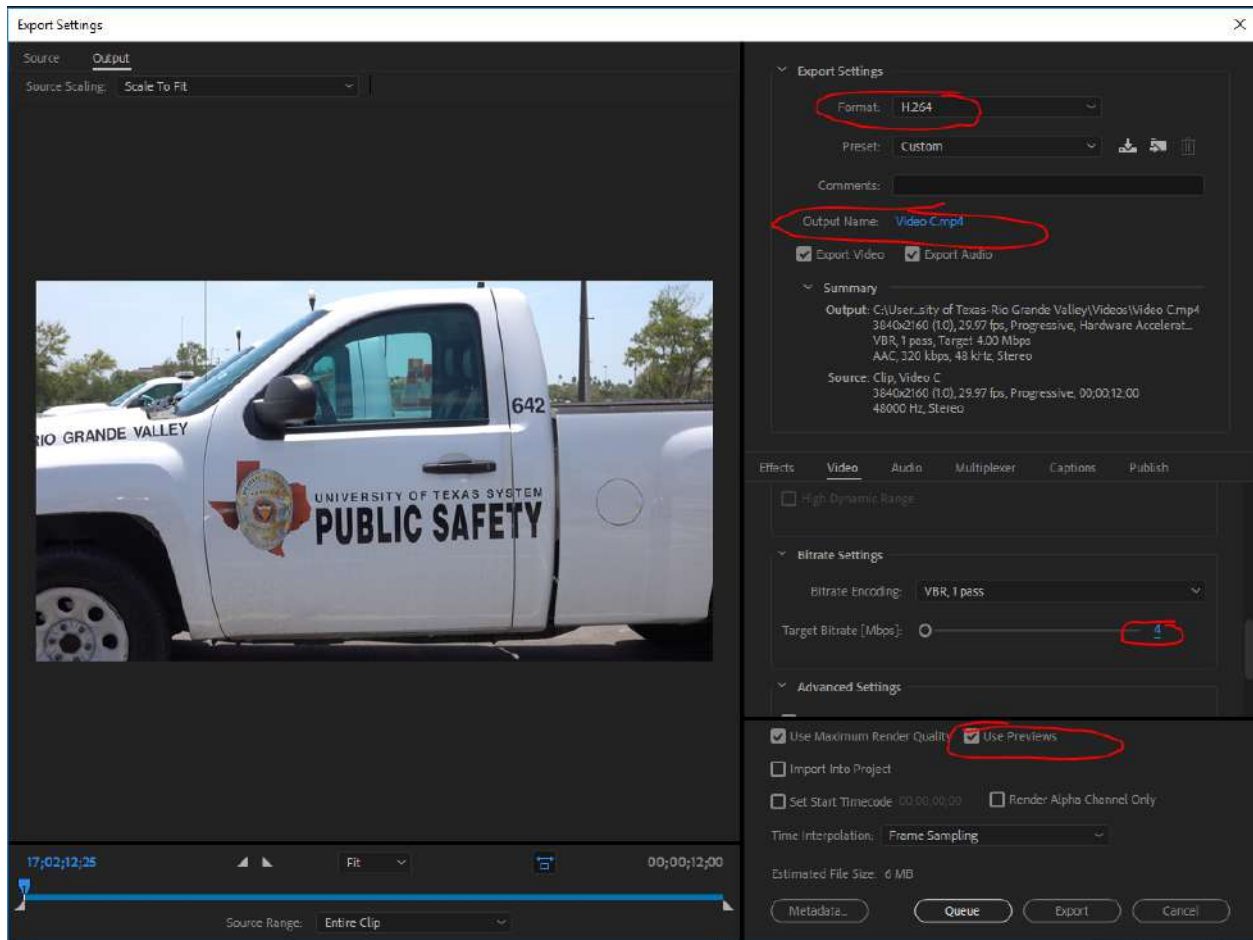 Export Settings
Source Output
Source Scaling: Scale To Fit
RIO GRANDE VALLEY
642
UNIVERSITY OF TEXAS SYSTEM
PUBLIC SAFETY
17;02;12;25
Fit
00;00;12;00
Source Range: Entire Clip
Export Settings
Format: H.264
Preset: Custom
Comments:
Output Name: Video C.mp4
Export Video Export Audio
Summary
Output: C:\User...sity of Texas-Rio Grande Valley\Videos\Video C.mp4
3840x2160 (1.0), 29.97 fps, Progressive, Hardware Accelerat...
VBR, 1 pass, Target 4.00 Mbps
AAC, 320 kbps, 48 kHz, Stereo
Source: Clip, Video C
3840x2160 (1.0), 29.97 fps, Progressive, 00;00;12;00
48000 Hz, Stereo
Effects Video Audio Multiplexer Captions Publish
High Dynamic Range
Bitrate Settings
Bitrate Encoding: VBR, 1 pass
Target Bitrate [Mbps]: 4
Advanced Settings
Use Maximum Render Quality Use Previews
Import Into Project
Set Start Timecode 00;00;00;00 Render Alpha Channel Only
Time Interpolation: Frame Sampling
Estimated File Size: 6 MB
Metadata... Queue Export Cancel